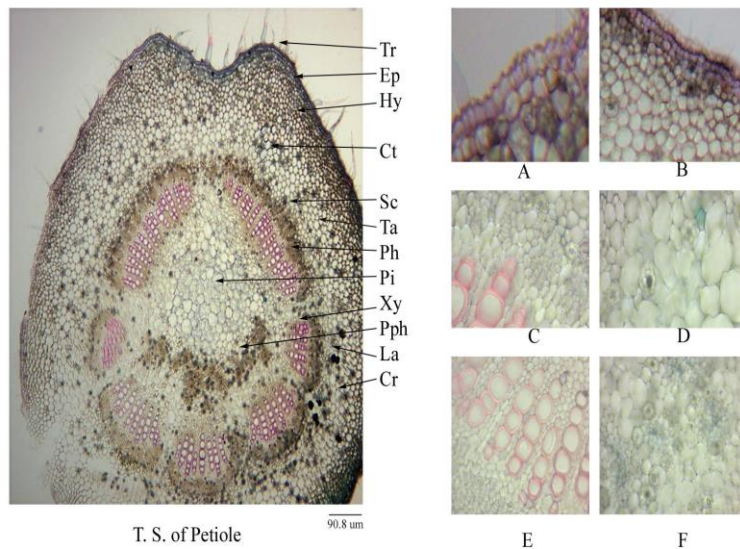 Tr
Ep
Hy
Ct
Sc
Ta
Ph
Pi
Xy
Pph
La
Cr
90.8 um
T. S. of Petiole
A
B
C
D
E
F